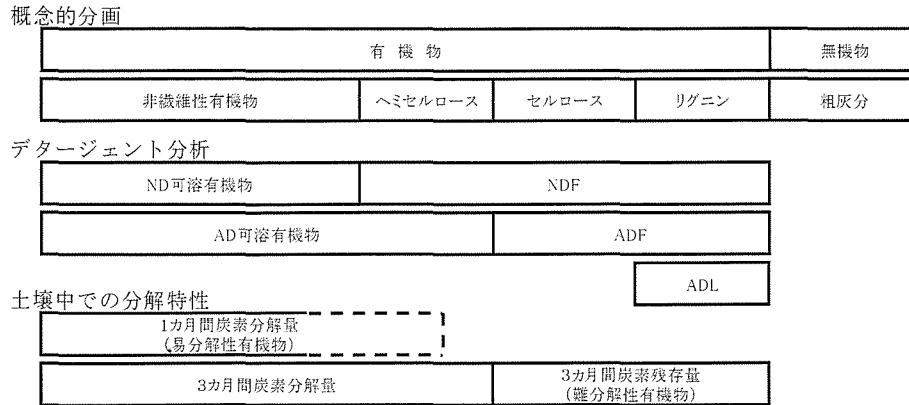 概念的分画
有機物 無機物
非繊維性有機物 ヘミセルロース セルロース リグニン 粗灰分
デタージェント分析
ND可溶有機物 NDF
AD可溶有機物 ADF
ADL
土壌中での分解特性
1カ月間炭素分解量
(易分解性有機物)
3カ月間炭素分解量 3カ月間炭素残存量
(難分解性有機物)